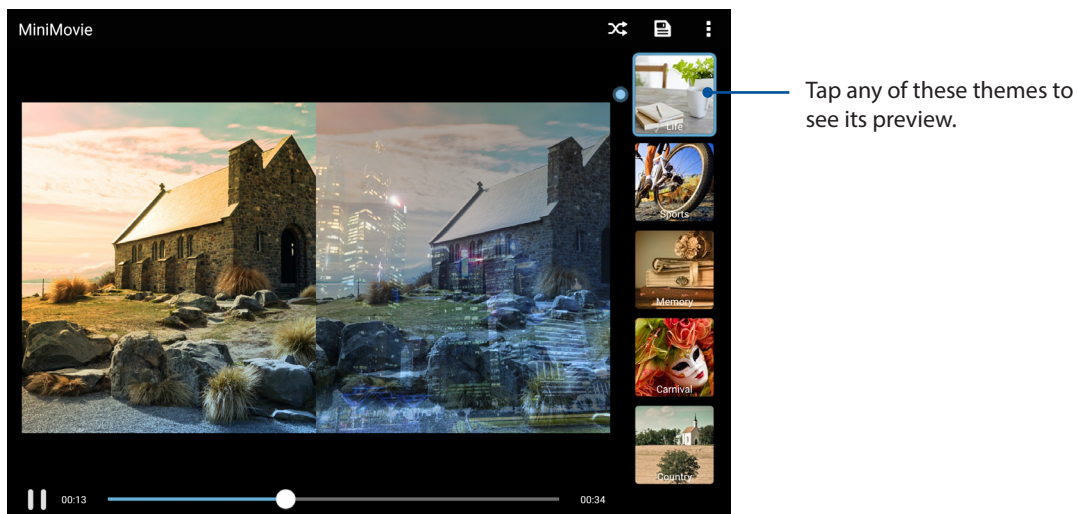 MiniMovie
Life
Tap any of these themes to
see its preview.
Sports
Memory
Carnival
Country
00:13
00:34